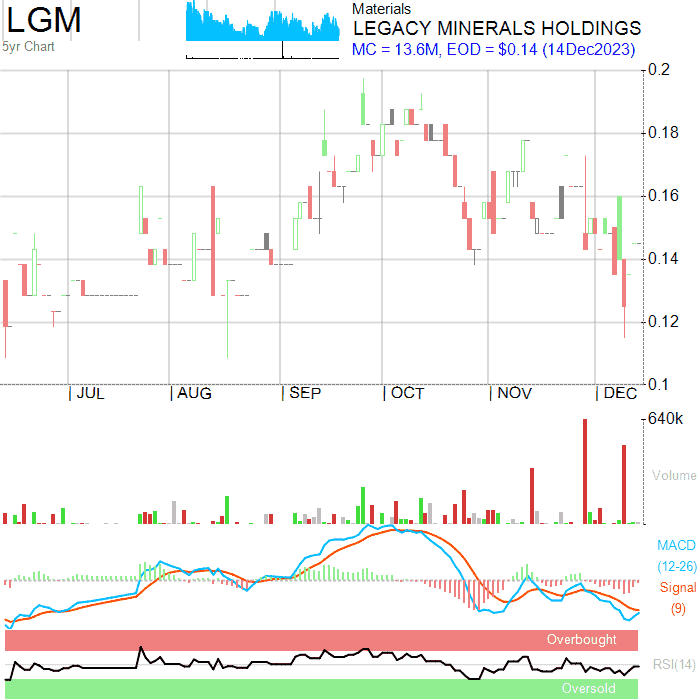 LGM
5yr Chart
Materials
LEGACY MINERALS HOLDINGS
MC = 13.6M, EOD = $0.14 (14Dec2023)
0.2
0.18
0.16
0.14
0.12
0.1
JUL AUG SEP OCT NOV DEC
640k
Volume
MACD
(12-26)
Signal
(9)
Overbought
RSI(14)
Oversold